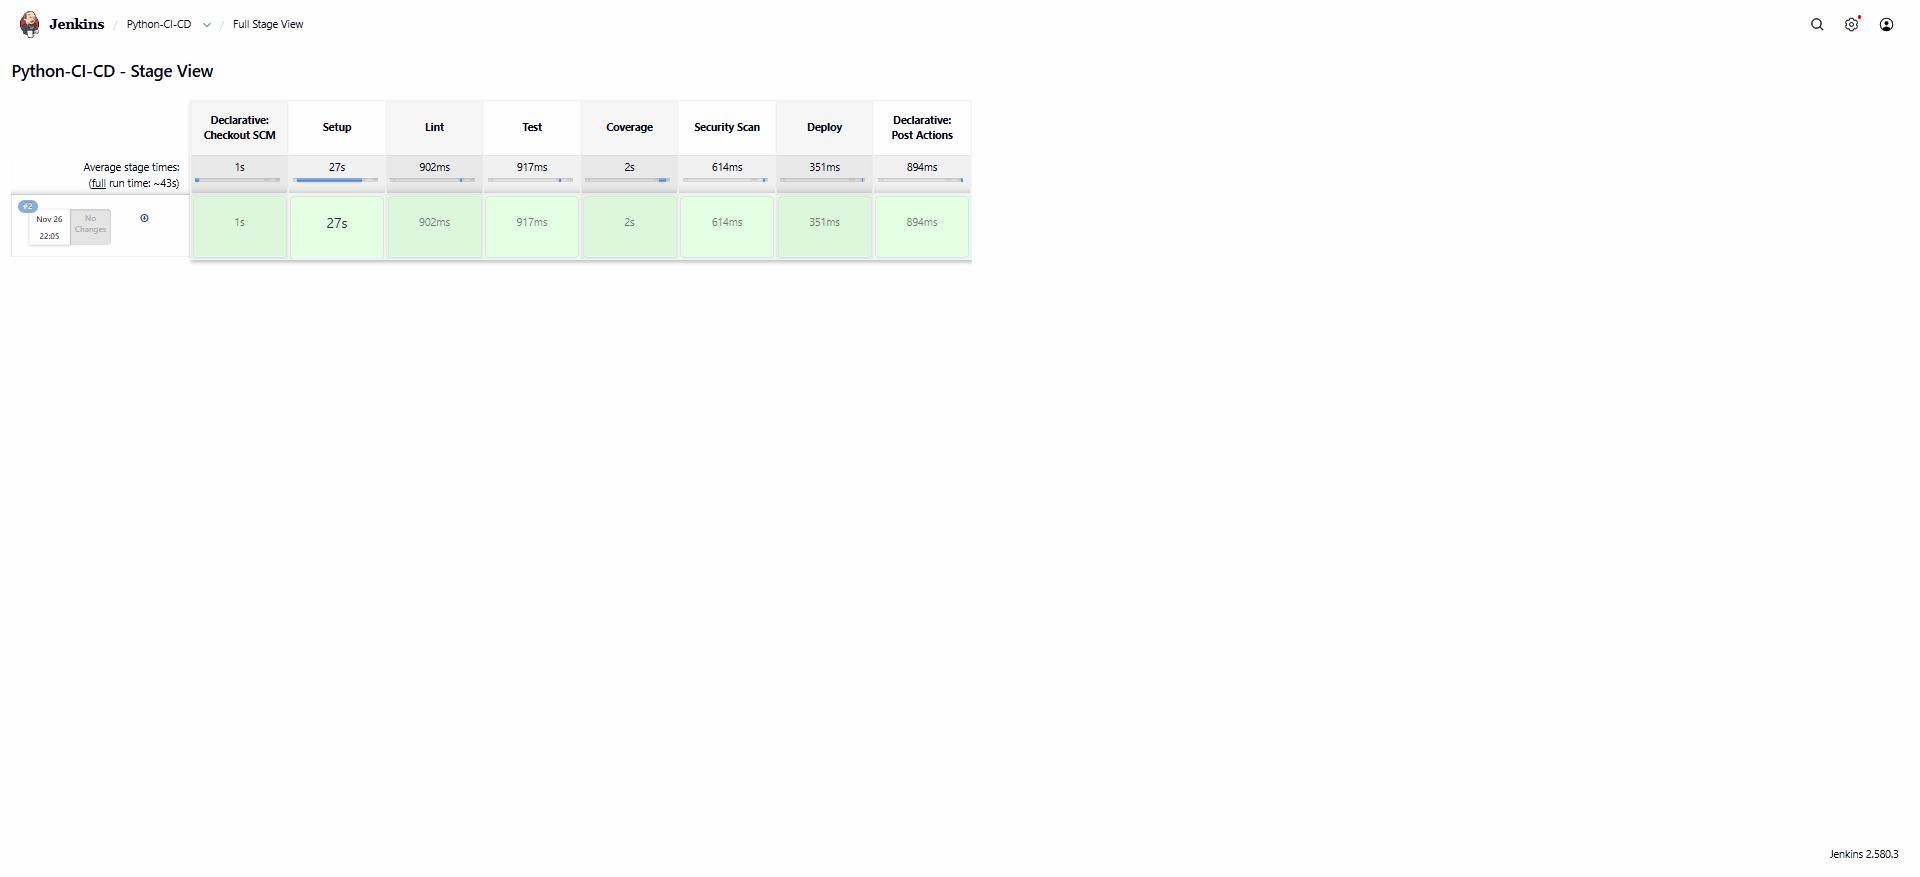 Jenkins / Python-CI-CD / Full Stage View
Python-CI-CD - Stage View
Declarative: Checkout SCM Setup Lint Test Coverage Security Scan Deploy Declarative: Post Actions
Average stage times: 1s 27s 902ms 917ms 2s 614ms 351ms 894ms
(full run time: ~43s)
#2
Nov 26 No Changes 1s 27s 902ms 917ms 2s 614ms 351ms 894ms
22:05
Jenkins 2.580.3